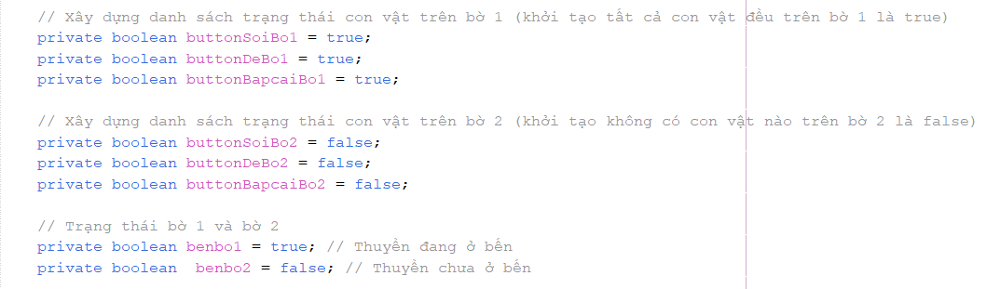 // Xây dựng danh sách trạng thái con vật trên bờ 1 (khởi tạo tất cả con vật đều trên bờ 1 là true)
private boolean buttonSoiBo1 = true;
private boolean buttonDeBo1 = true;
private boolean buttonBapcaiBo1 = true;
// Xây dựng danh sách trạng thái con vật trên bờ 2 (khởi tạo không có con vật nào trên bờ 2 là false)
private boolean buttonSoiBo2 = false;
private boolean buttonDeBo2 = false;
private boolean buttonBapcaiBo2 = false;
// Trạng thái bờ 1 và bờ 2
private boolean benbo1 = true; // Thuyền đang ở bến
private boolean  benbo2 = false; // Thuyền chưa ở bến